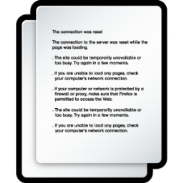 The connection was reset
The connection to the server was reset while the
page was loading.
. The site could be temporarily unavailable or
too busy. Try again in a few moments.
. If you are unable to load any pages, check
your computer's network connection.
. If your computer or network is protected by a
firewall or proxy, make sure that Firefox is
permitted to access the Web.
. The site could be temporarily unavailable or
too busy. Try again in a few moments.
. If you are unable to load any pages, check
your computer's network connection.